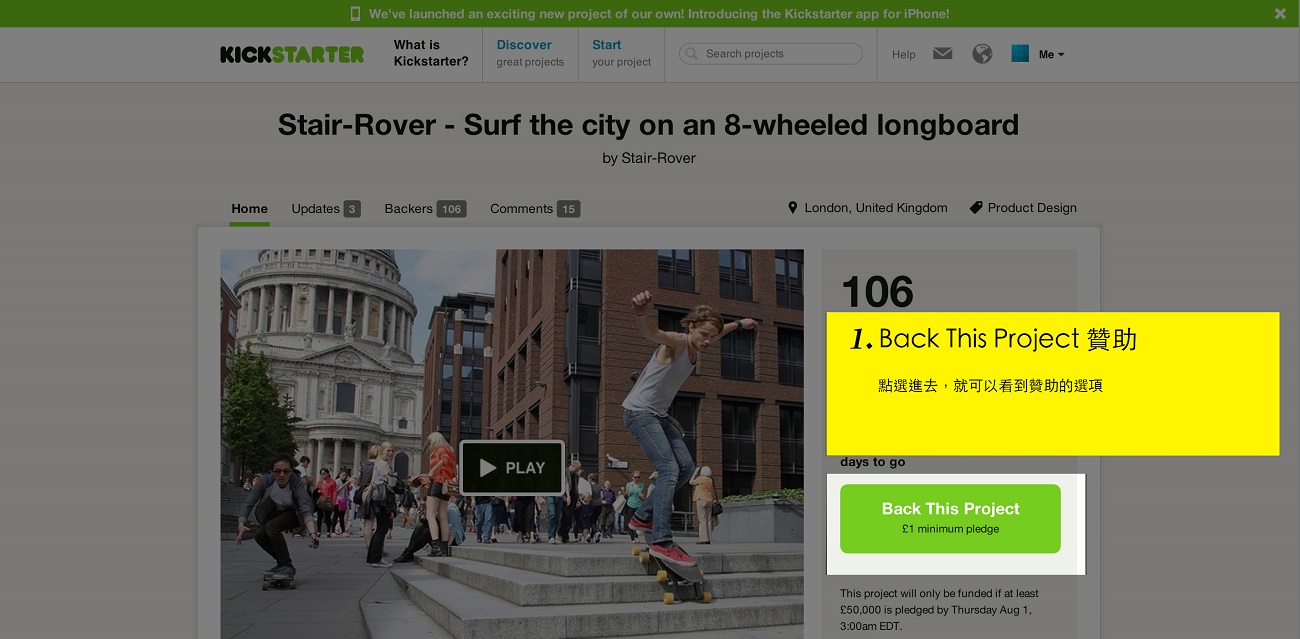 We've launched an exciting new project of our own! Introducing the Kickstarter app for iPhone!
KICKSTARTER
What is
Kickstarter?
Discover
great projects
Start
your project
Search projects
Help
Me
Stair-Rover - Surf the city on an 8-wheeled longboard
by Stair-Rover
Home
Updates 3
Backers 106
Comments 15
London, United Kingdom
Product Design
106
1. Back This Project 贊助
點選進去，就可以看到贊助的選項
days to go
PLAY
Back This Project
£1 minimum pledge
This project will only be funded if at least
£50,000 is pledged by Thursday Aug 1,
3:00am EDT.